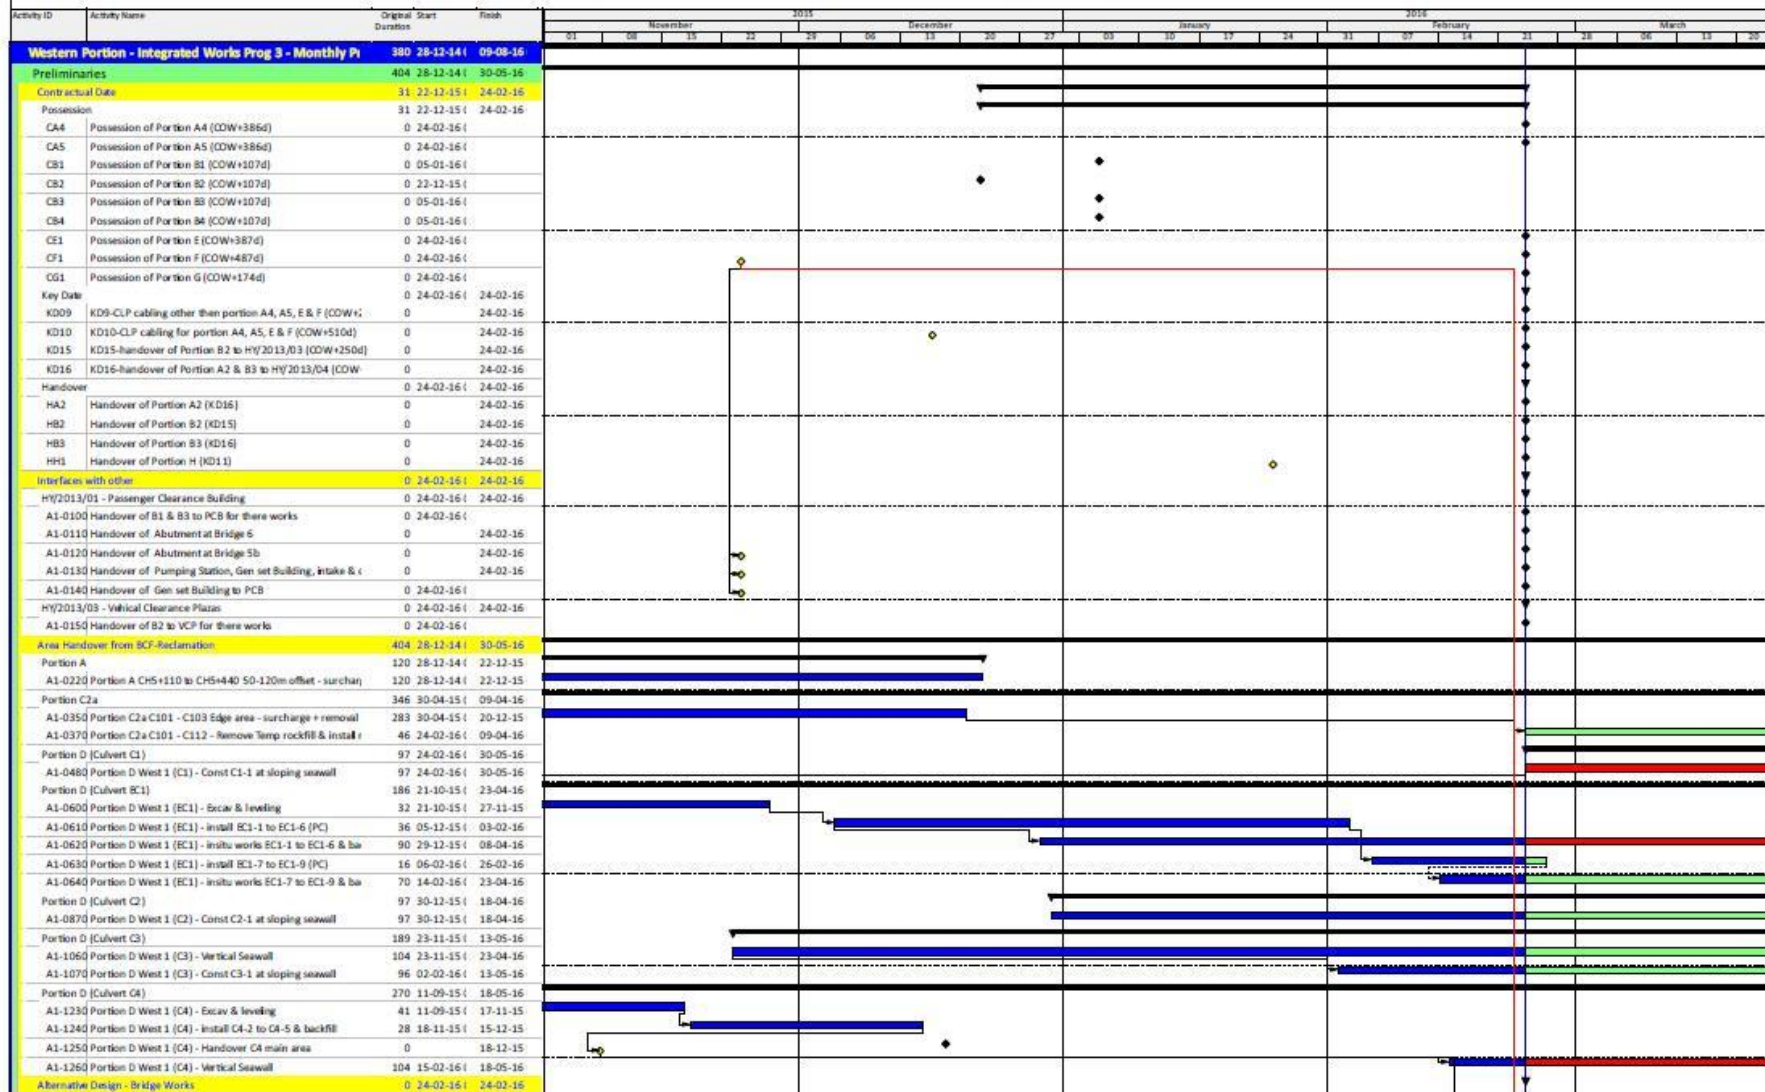 Activity ID Activity Name Original Duration Start Finish
2015 2016
November December January February March
01 08 15 22 29 06 13 20 27 03 10 17 24 31 07 14 21 28 06 13 20
Western Portion - Integrated Works Prog 3 - Monthly Pr 380 28-12-14 ( 09-08-16
Preliminaries 404 28-12-14 ( 30-05-16
Contractual Date 31 22-12-15 ( 24-02-16
Possession 31 22-12-15 ( 24-02-16
CA4 Possession of Portion A4 (COW+386d) 0 24-02-16 (
CA5 Possession of Portion A5 (COW+386d) 0 24-02-16 (
CB1 Possession of Portion B1 (COW+107d) 0 05-01-16 (
CB2 Possession of Portion B2 (COW+107d) 0 22-12-15 (
CB3 Possession of Portion B3 (COW+107d) 0 05-01-16 (
CB4 Possession of Portion B4 (COW+107d) 0 05-01-16 (
CE1 Possession of Portion E (COW+387d) 0 24-02-16 (
CF1 Possession of Portion F (COW+487d) 0 24-02-16 (
CG1 Possession of Portion G (COW+174d) 0 24-02-16 (
Key Date 0 24-02-16 ( 24-02-16
KD09 KD9-CLP cabling other then portion A4, A5, E & F (COW+ 0 24-02-16
KD10 KD10-CLP cabling for portion A4, A5, E & F (COW+510d) 0 24-02-16
KD15 KD15-handover of Portion B2 to HY/2013/03 (COW+250d) 0 24-02-16
KD16 KD16-handover of Portion A2 & B3 to HY/2013/04 (COW- 0 24-02-16
Handover 0 24-02-16 ( 24-02-16
HA2 Handover of Portion A2 (KD16) 0 24-02-16
HB2 Handover of Portion B2 (KD15) 0 24-02-16
HB3 Handover of Portion B3 (KD16) 0 24-02-16
HH1 Handover of Portion H (KD11) 0 24-02-16
Interfaces with other 0 24-02-16 ( 24-02-16
HY/2013/01 - Passenger Clearance Building 0 24-02-16 ( 24-02-16
A1-0100 Handover of B1 & B3 to PCB for there works 0 24-02-16 (
A1-0110 Handover of Abutment at Bridge 6 0 24-02-16
A1-0120 Handover of Abutment at Bridge 5b 0 24-02-16
A1-0130 Handover of Pumping Station, Gen set Building, intake & 0 24-02-16
A1-0140 Handover of Gen set Building to PCB 0 24-02-16 (
HY/2013/03 - Vehical Clearance Plazas 0 24-02-16 ( 24-02-16
A1-0150 Handover of B2 to VCP for there works 0 24-02-16 (
Area Handover from BCF-Reclamation 404 28-12-14 ( 30-05-16
Portion A 120 28-12-14 ( 22-12-15
A1-0220 Portion A CH5+110 to CH5+440 50-120m offset - surchar 120 28-12-14 ( 22-12-15
Portion C2a 346 30-04-15 ( 09-04-16
A1-0350 Portion C2a C101 - C103 Edge area - surcharge + removal 283 30-04-15 ( 20-12-15
A1-0370 Portion C2a C101 - C112 - Remove Temp rockfill & install r 46 24-02-16 ( 09-04-16
Portion D (Culvert C1) 97 24-02-16 ( 30-05-16
A1-0480 Portion D West 1 (C1) - Const C1-1 at sloping seawall 97 24-02-16 ( 30-05-16
Portion D (Culvert EC1) 186 21-10-15 ( 23-04-16
A1-0600 Portion D West 1 (EC1) - Excav & leveling 32 21-10-15 ( 27-11-15
A1-0610 Portion D West 1 (EC1) - install EC1-1 to EC1-6 (PC) 36 05-12-15 ( 03-02-16
A1-0620 Portion D West 1 (EC1) - insitu works EC1-1 to EC1-6 & ba 90 29-12-15 ( 08-04-16
A1-0630 Portion D West 1 (EC1) - install EC1-7 to EC1-9 (PC) 16 06-02-16 ( 26-02-16
A1-0640 Portion D West 1 (EC1) - insitu works EC1-7 to EC1-9 & ba 70 14-02-16 ( 23-04-16
Portion D (Culvert C2) 97 30-12-15 ( 18-04-16
A1-0870 Portion D West 1 (C2) - Const C2-1 at sloping seawall 97 30-12-15 ( 18-04-16
Portion D (Culvert C3) 189 23-11-15 ( 13-05-16
A1-1060 Portion D West 1 (C3) - Vertical Seawall 104 23-11-15 ( 23-04-16
A1-1070 Portion D West 1 (C3) - Const C3-1 at sloping seawall 96 02-02-16 ( 13-05-16
Portion D (Culvert C4) 270 11-09-15 ( 18-05-16
A1-1230 Portion D West 1 (C4) - Excav & leveling 41 11-09-15 ( 17-11-15
A1-1240 Portion D West 1 (C4) - install C4-2 to C4-5 & backfill 28 18-11-15 ( 15-12-15
A1-1250 Portion D West 1 (C4) - Handover C4 main area 0 18-12-15
A1-1260 Portion D West 1 (C4) - Vertical Seawall 104 15-02-16 ( 18-05-16
Alternative Design - Bridge Works 0 24-02-16 ( 24-02-16